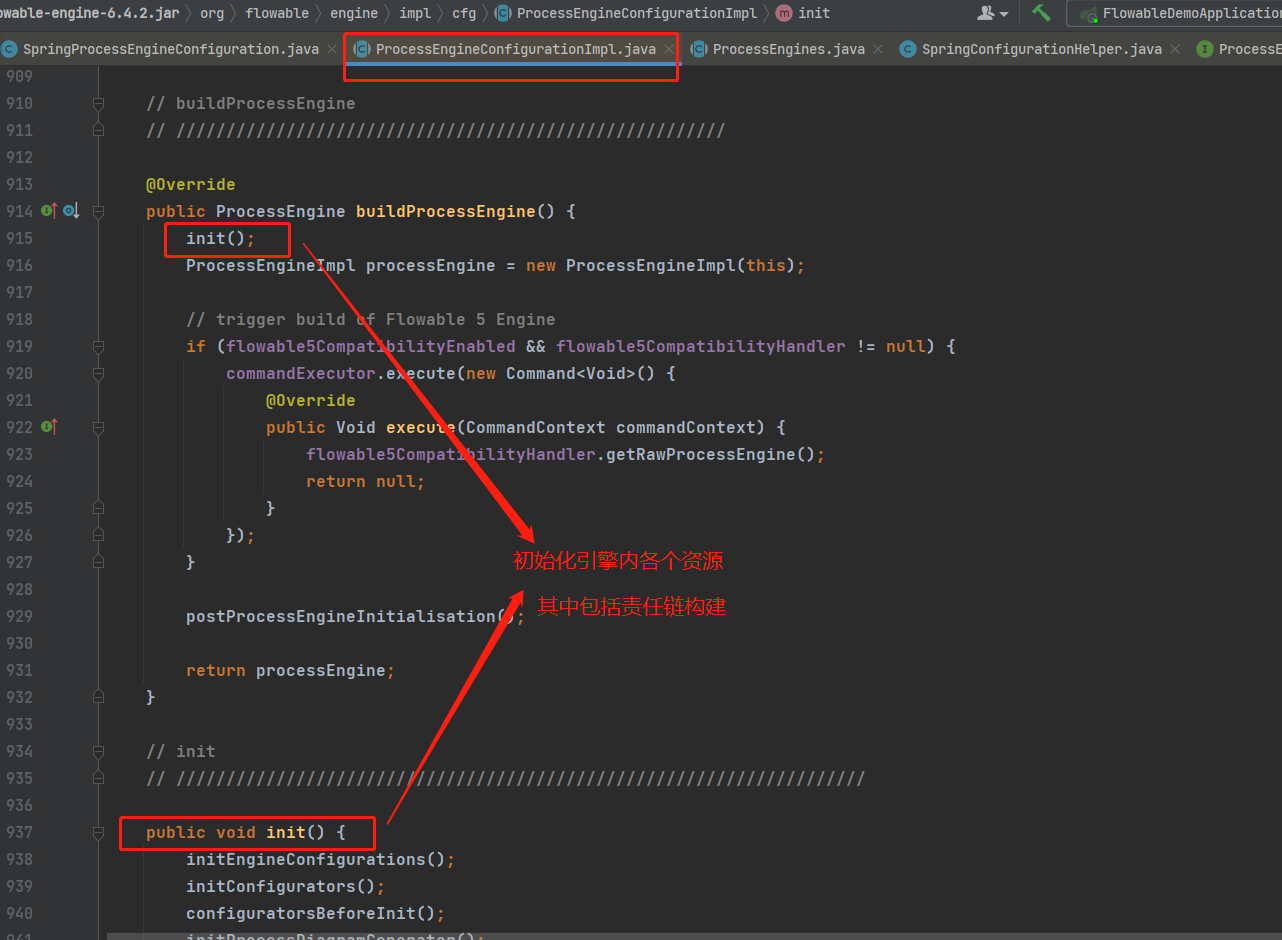 owable-engine-6.4.2.jar org flowable engine impl cfg ProcessEngineConfigurationImpl init FlowableDemoApplication
SpringProcessEngineConfiguration.java ProcessEngineConfigurationImpl.java ProcessEngines.java SpringConfigurationHelper.java ProcessE
909
910 // buildProcessEngine
911 // ///////////////////////////////////////////////////////
912
913 @Override
914 public ProcessEngine buildProcessEngine() {
915 init();
916 ProcessEngineImpl processEngine = new ProcessEngineImpl(this);
917
918 // trigger build of Flowable 5 Engine
919 if (flowable5CompatibilityEnabled && flowable5CompatibilityHandler != null) {
920 commandExecutor.execute(new Command<Void>() {
921 @Override
922 public Void execute(CommandContext commandContext) {
923 flowable5CompatibilityHandler.getRawProcessEngine();
924 return null;
925 }
926 });
927 }
初始化引擎内各个资源
928
其中包括责任链构建
929 postProcessEngineInitialisation();
930
931 return processEngine;
932 }
933
934 // init
935 // /////////////////////////////////////////////////////////////////////
936
937 public void init() {
938 initEngineConfigurations();
939 initConfigurators();
940 configuratorsBeforeInit();
941 initProcessDiagramGenerator();